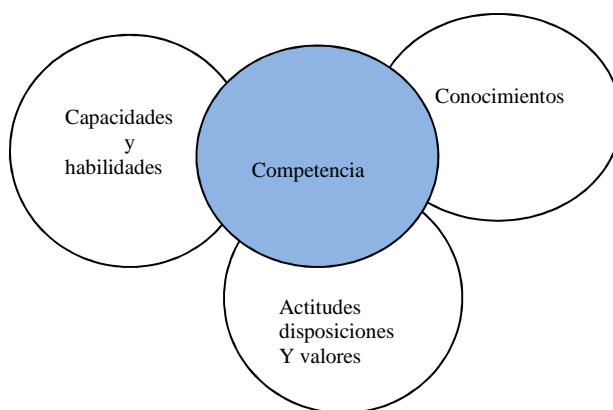 Capacidades
y
habilidades
Competencia
Conocimientos
Actitudes
disposiciones
Y valores